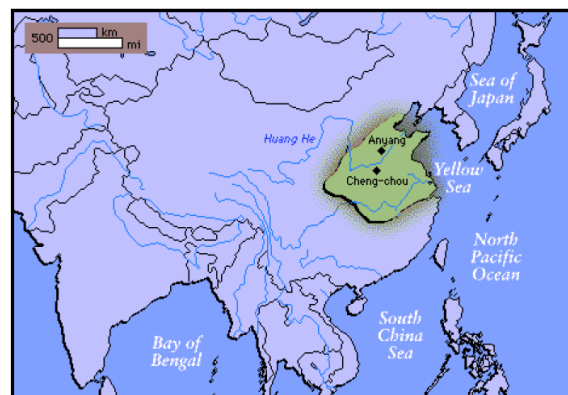 500
km
mi
Sea of
Japan
Huang He
Anyang
Cheng-chou
Yellow
Sea
North
Pacific
Ocean
South
China
Sea
Bay of
Bengal